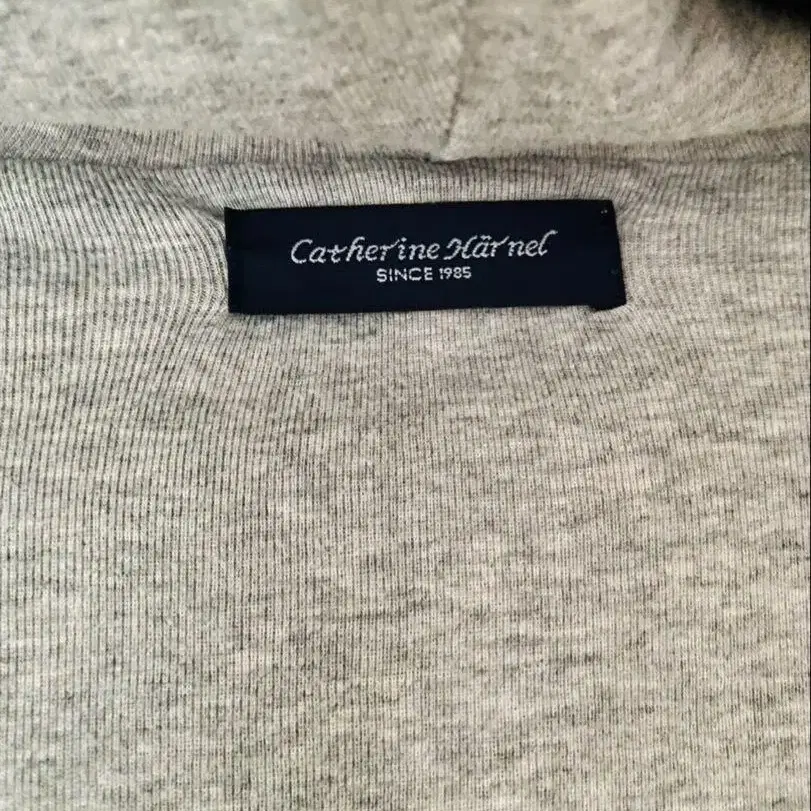 Catherine Härnel
SINCE 1985